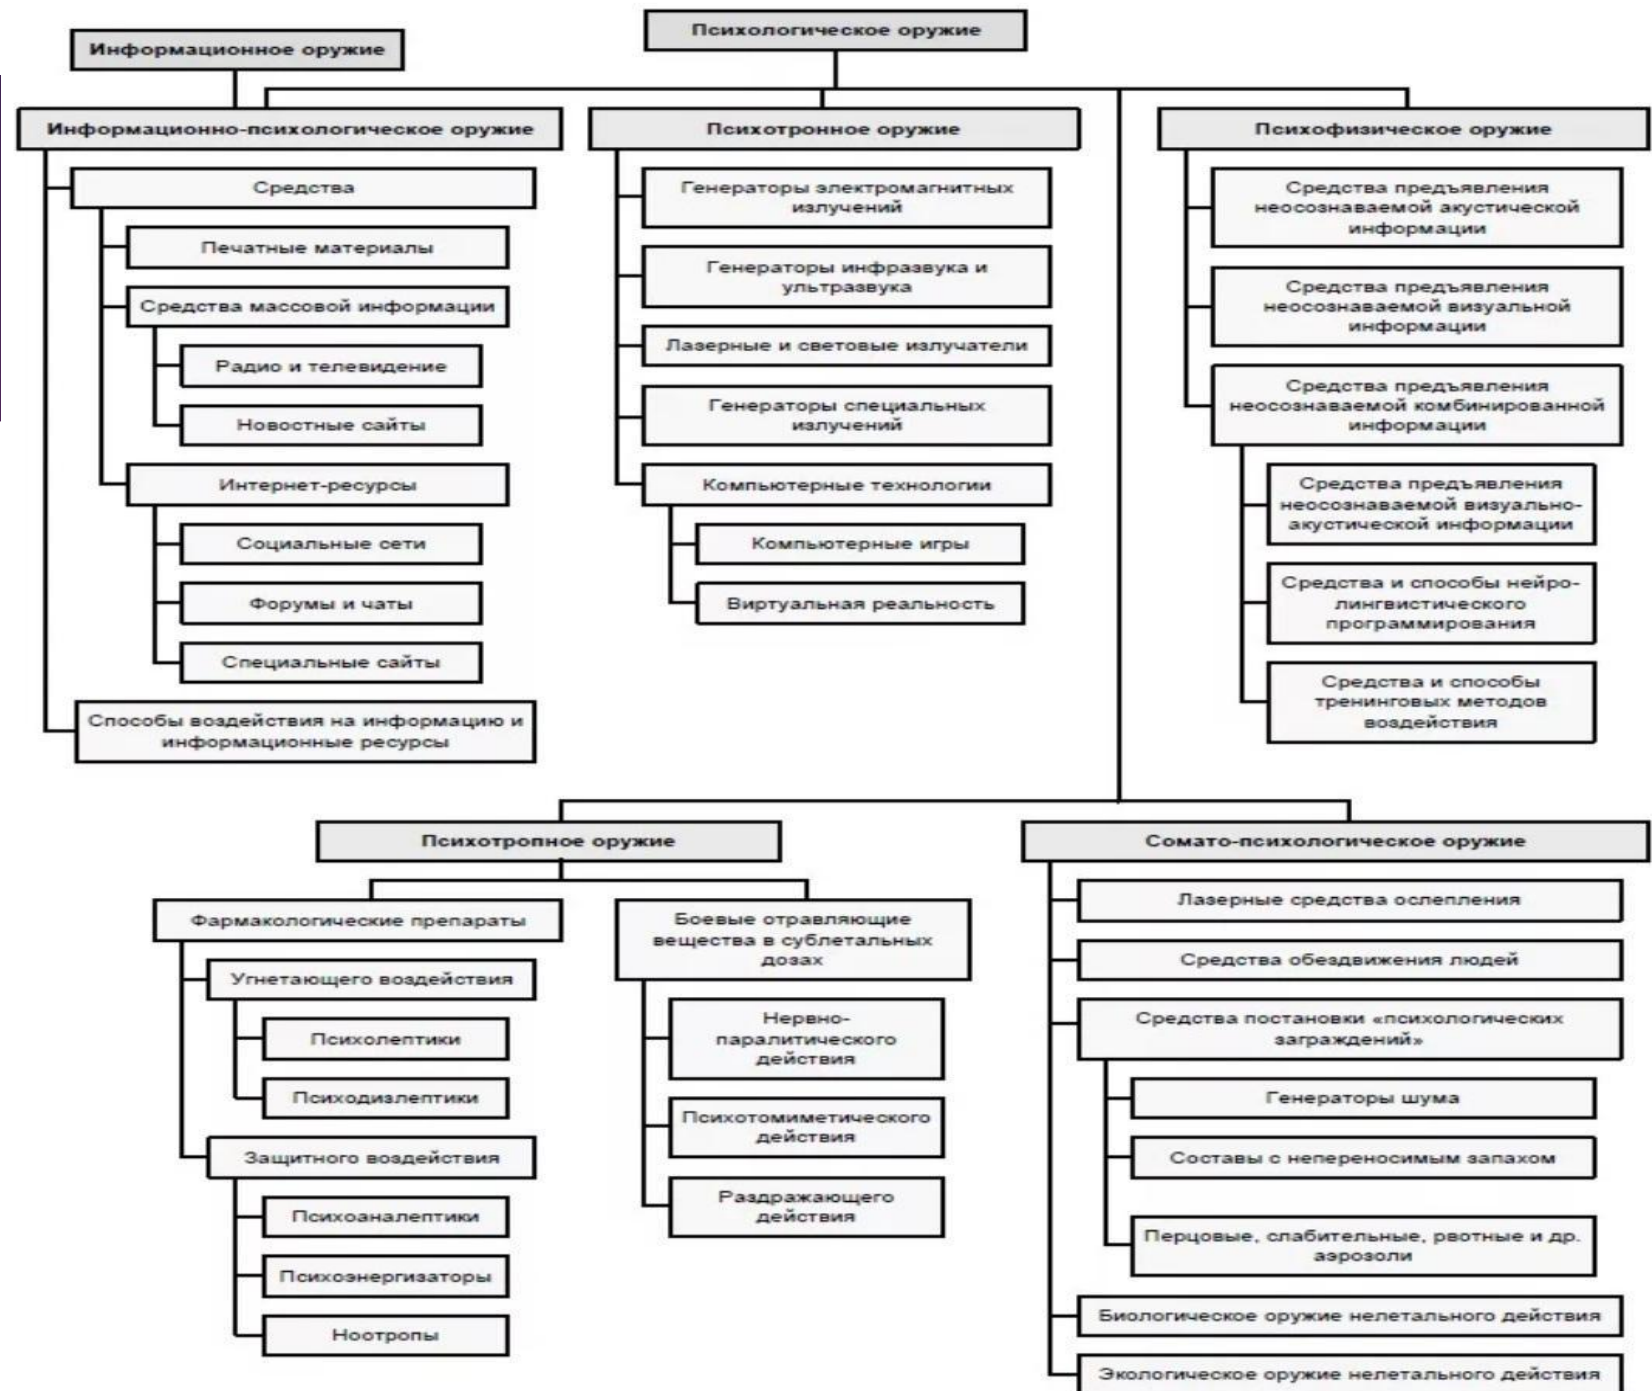 Информационное оружие
Психологическое оружие
Информационно-психологическое оружие
Средства
Печатные материалы
Средства массовой информации
Радио и телевидение
Новостные сайты
Интернет-ресурсы
Социальные сети
Форумы и чаты
Специальные сайты
Способы воздействия на информацию и
информационные ресурсы
Психотронное оружие
Генераторы электромагнитных
излучений
Генераторы инфразвука и
ультразвука
Лазерные и световые излучатели
Генераторы специальных
излучений
Компьютерные технологии
Компьютерные игры
Виртуальная реальность
Психофизическое оружие
Средства предъявления
неосознаваемой акустической
информации
Средства предъявления
неосознаваемой визуальной
информации
Средства предъявления
неосознаваемой комбинированной
информации
Средства предъявления
неосознаваемой визуально-
акустической информации
Средства и способы нейро-
лингвистического
программирования
Средства и способы
тренинговых методов
воздействия
Психотропное оружие
Фармакологические препараты
Угнетающего воздействия
Психолептики
Психодизлептики
Защитного воздействия
Психоаналептики
Психоэнергизаторы
Ноотропы
Боевые отравляющие
вещества в сублетальных
дозах
Нервно-
паралитического
действия
Психотомиметического
действия
Раздражающего
действия
Сомато-психологическое оружие
Лазерные средства ослепления
Средства обездвижения людей
Средства постановки «психологических
заграждений»
Генераторы шума
Составы с непереносимым запахом
Перцовые, слабительные, рвотные и др.
аэрозоли
Биологическое оружие нелетального действия
Экологическое оружие нелетального действия